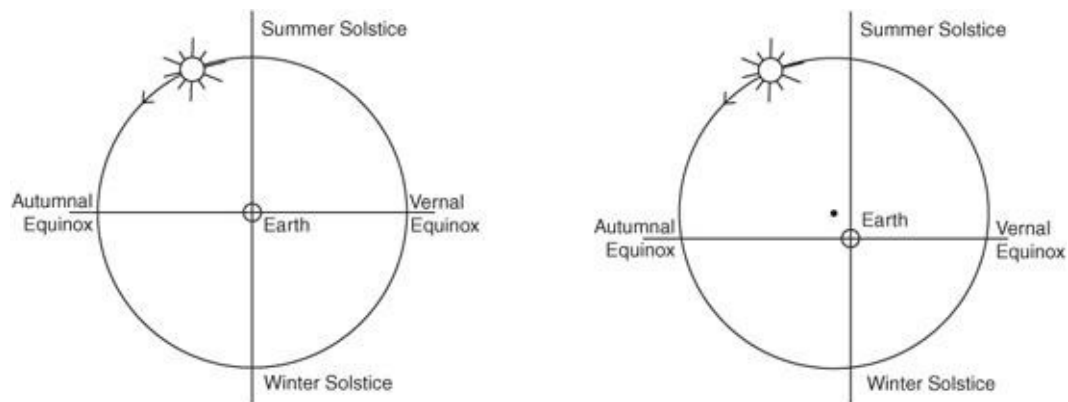 Summer Solstice
Autumnal
Equinox
Earth
Vernal
Equinox
Winter Solstice
Summer Solstice
Autumnal
Equinox
Earth
Vernal
Equinox
Winter Solstice